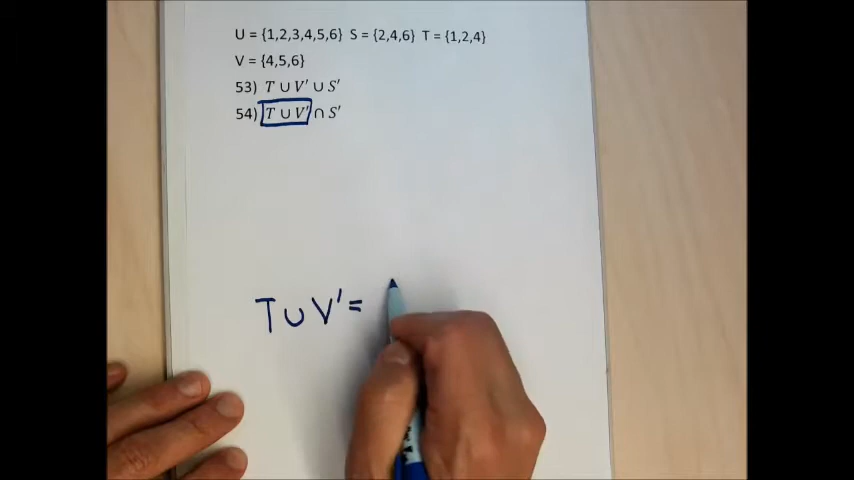 U = {1,2,3,4,5,6} S = {2,4,6} T = {1,2,4}
V = {4,5,6}
53) T ∪ V′ ∪ S′
54) T ∪ V′ ∩ S′
T∪V′=